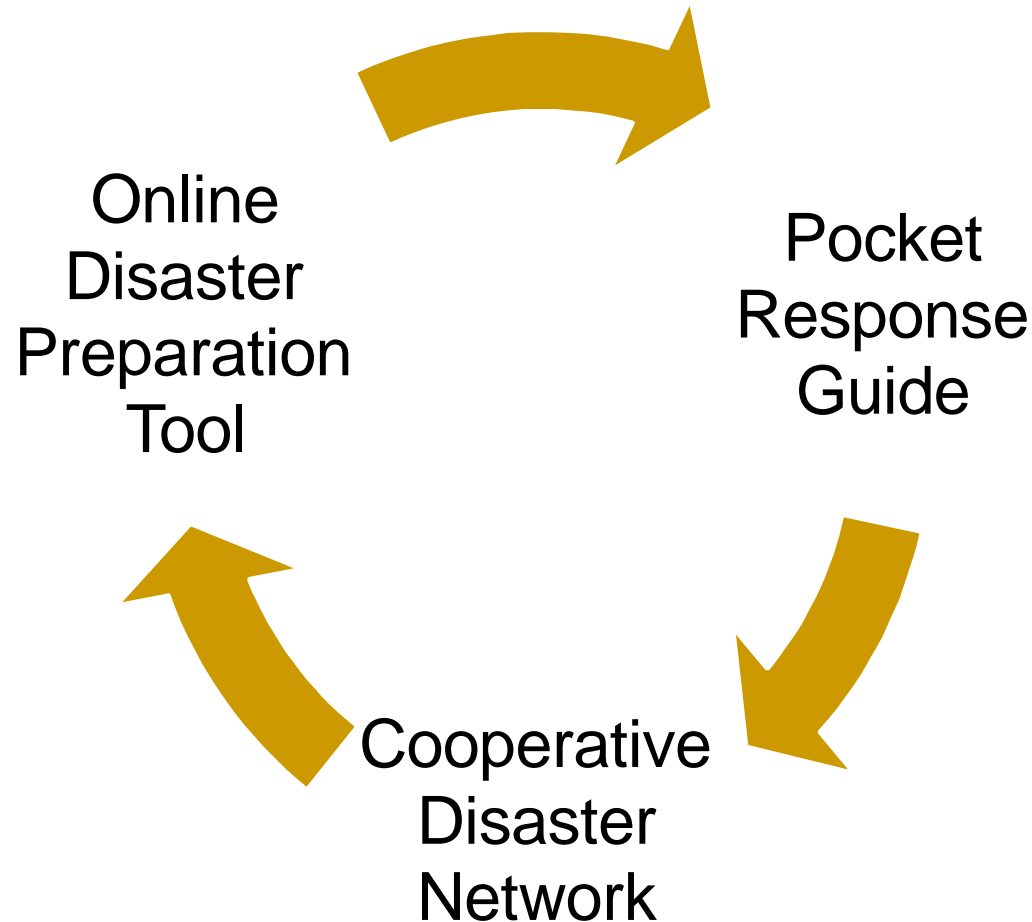 Online
Disaster
Preparation
Tool
Pocket
Response
Guide
Cooperative
Disaster
Network